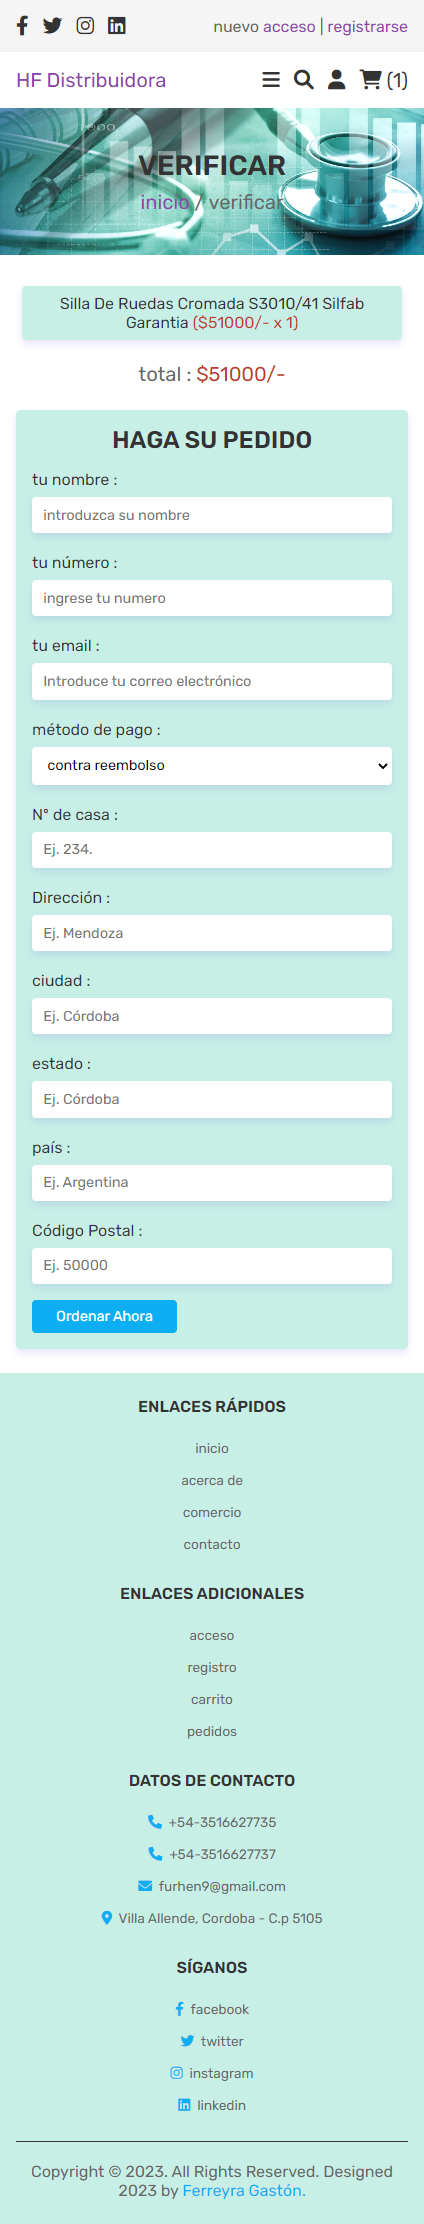 nuevo acceso | registrarse
HF Distribuidora
(1)
VERIFICAR
inicio / verificar
Silla De Ruedas Cromada S3010/41 Silfab
Garantia ($51000/- x 1)
total : $51000/-
HAGA SU PEDIDO
tu nombre :
introduzca su nombre
tu número :
ingrese tu numero
tu email :
Introduce tu correo electrónico
método de pago :
contra reembolso
N° de casa :
Ej. 234.
Dirección :
Ej. Mendoza
ciudad :
Ej. Córdoba
estado :
Ej. Córdoba
país :
Ej. Argentina
Código Postal :
Ej. 50000
Ordenar Ahora
ENLACES RÁPIDOS
inicio
acerca de
comercio
contacto
ENLACES ADICIONALES
acceso
registro
carrito
pedidos
DATOS DE CONTACTO
+54-3516627735
+54-3516627737
furhen9@gmail.com
Villa Allende, Cordoba - C.p 5105
SÍGANOS
facebook
twitter
instagram
linkedin
Copyright © 2023. All Rights Reserved. Designed
2023 by Ferreyra Gastón.